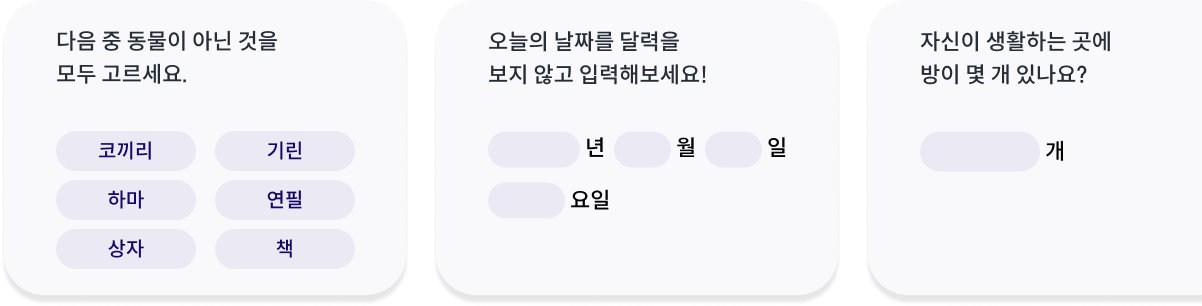 다음 중 동물이 아닌 것을
모두 고르세요.
코끼리 기린
하마 연필
상자 책
오늘의 날짜를 달력을
보지 않고 입력해보세요!
년 월 일
요일
자신이 생활하는 곳에
방이 몇 개 있나요?
개